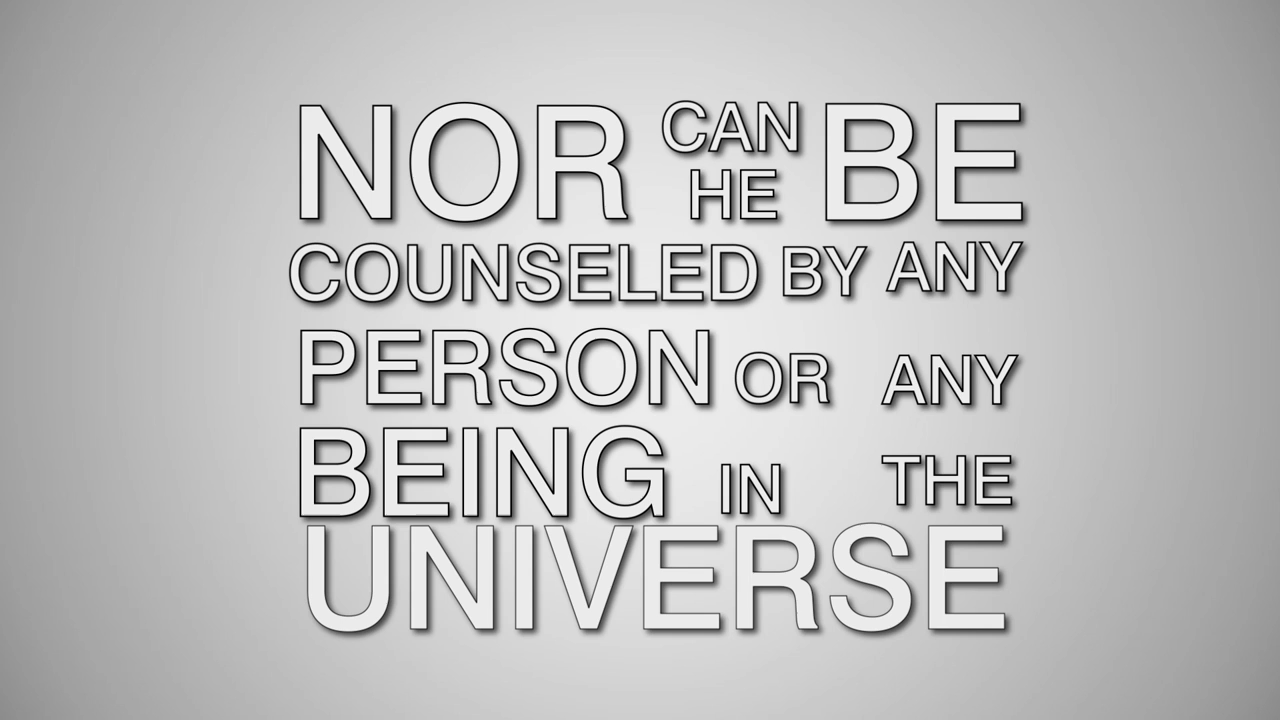 NOR CAN HE BE
COUNSELED BY ANY
PERSON OR ANY
BEING IN THE
UNIVERSE